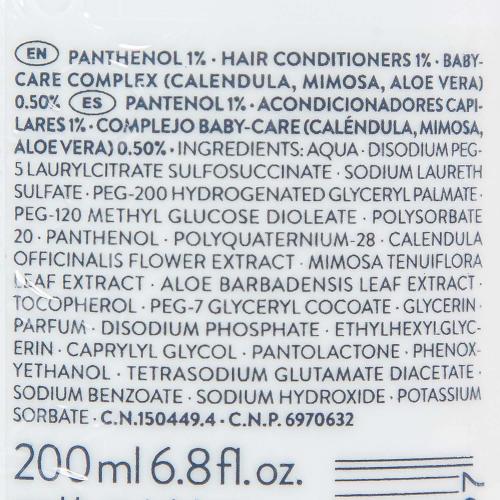 EN PANTHENOL 1% · HAIR CONDITIONERS 1% · BABY-
CARE COMPLEX (CALENDULA, MIMOSA, ALOE VERA)
0.50% ES PANTENOL 1% · ACONDICIONADORES CAPI-
LARES 1% · COMPLEJO BABY-CARE (CALÉNDULA, MIMOSA,
ALOE VERA) 0.50% · INGREDIENTS: AQUA · DISODIUM PEG-
5 LAURYLCITRATE SULFOSUCCINATE · SODIUM LAURETH
SULFATE · PEG-200 HYDROGENATED GLYCERYL PALMATE ·
PEG-120 METHYL GLUCOSE DIOLEATE · POLYSORBATE
20 · PANTHENOL · POLYQUATERNIUM-28 · CALENDULA
OFFICINALIS FLOWER EXTRACT · MIMOSA TENUIFLORA
LEAF EXTRACT · ALOE BARBADENSIS LEAF EXTRACT ·
TOCOPHEROL · PEG-7 GLYCERYL COCOATE · GLYCERIN ·
PARFUM · DISODIUM PHOSPHATE · ETHYLHEXYLGLYC-
ERIN · CAPRYLYL GLYCOL · PANTOLACTONE · PHENOX-
YETHANOL · TETRASODIUM GLUTAMATE DIACETATE ·
SODIUM BENZOATE · SODIUM HYDROXIDE · POTASSIUM
SORBATE · C.N.150449.4 · C.N.P. 6970632
200 ml 6.8 fl. oz.